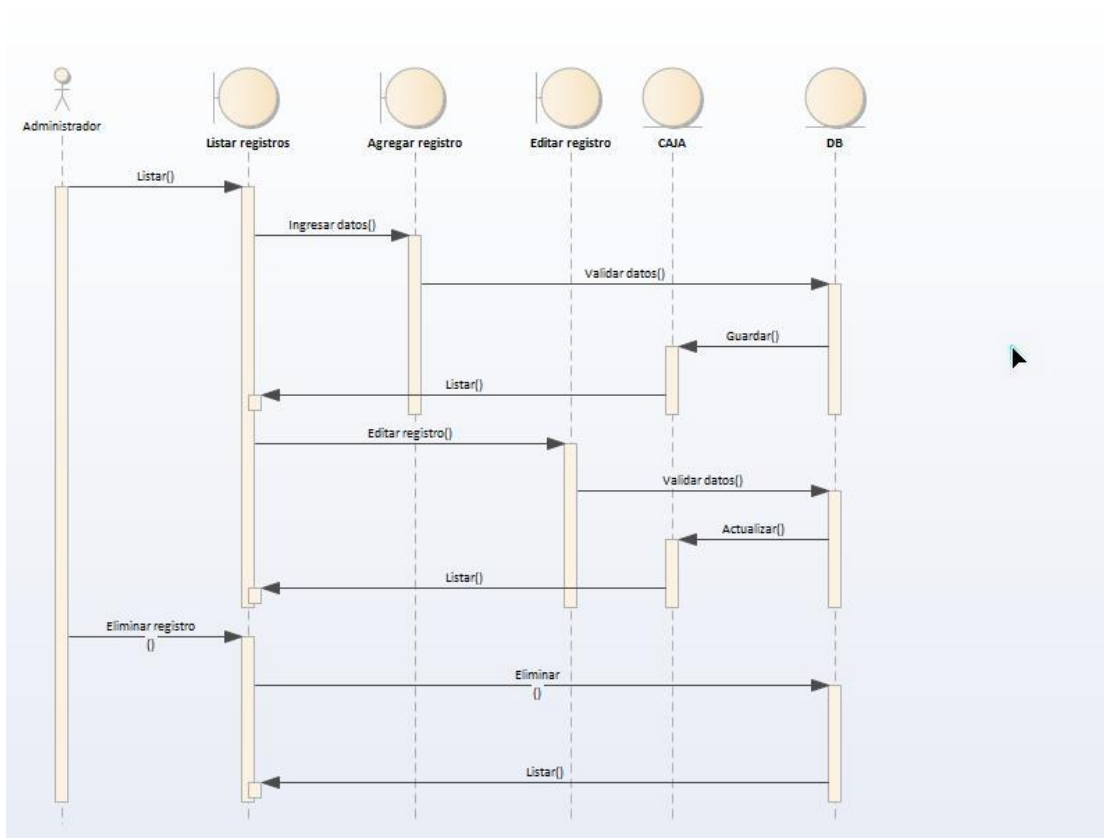 Administrador
Listar registros
Agregar registro
Editar registro
CAJA
DB
Listar()
Ingresar datos()
Validar datos()
Guardar()
Listar()
Editar registro()
Validar datos()
Actualizar()
Listar()
Eliminar registro
()
Eliminar
()
Listar()